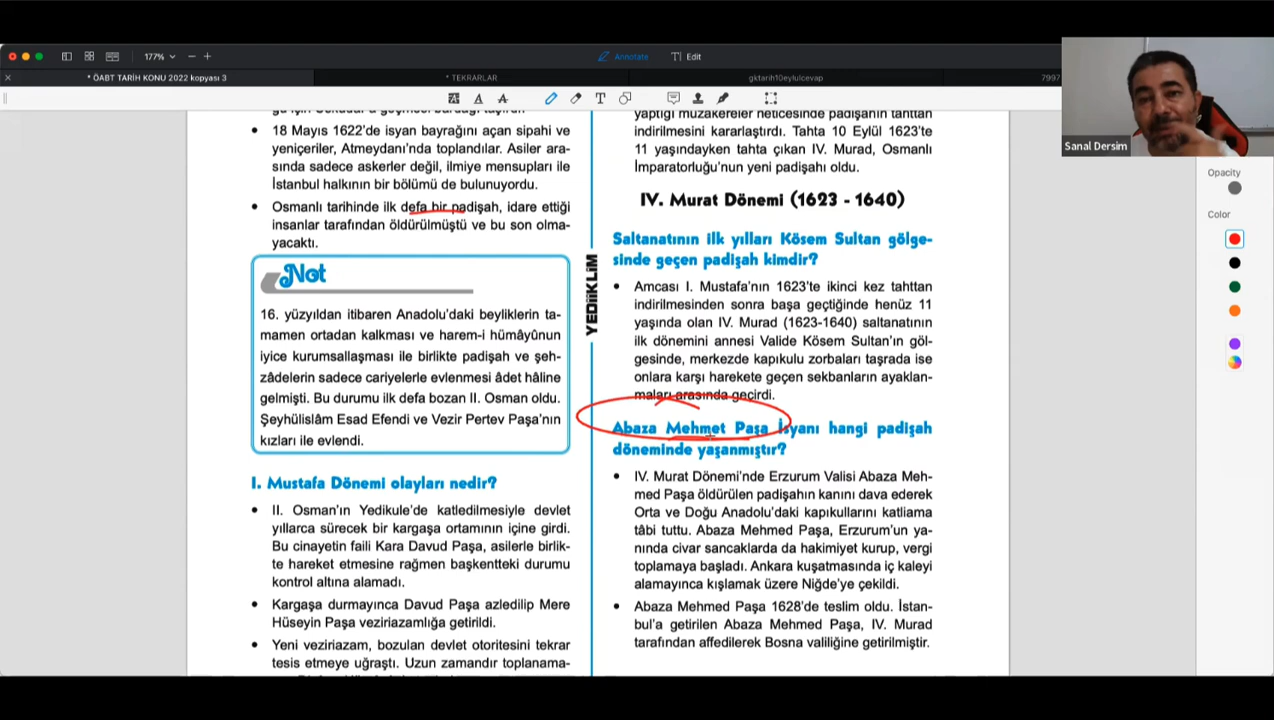 177%
Annotate
Edit
* ÖABT TARİH KONU 2022 kopyası 3
* TEKRARLAR
gktarih10eylulcevap
7997
Sanal Dersim
Opacity
Color
18 Mayıs 1622’de isyan bayrağını açan sipahi ve
yeniçeriler, Atmeydanı’nda toplandılar. Asiler ara-
sında sadece askerler değil, ilmiye mensupları ile
İstanbul halkının bir bölümü de bulunuyordu.
Osmanlı tarihinde ilk defa bir padişah, idare ettiği
insanlar tarafından öldürülmüştü ve bu son olma-
yacaktı.
Not
16. yüzyıldan itibaren Anadolu’daki beyliklerin ta-
mamen ortadan kalkması ve harem-i hümâyûnun
iyice kurumsallaşması ile birlikte padişah ve şeh-
zâdelerin sadece cariyelerle evlenmesi âdet hâline
gelmişti. Bu durumu ilk defa bozan II. Osman oldu.
Şeyhülislâm Esad Efendi ve Vezir Pertev Paşa’nın
kızları ile evlendi.
I. Mustafa Dönemi olayları nedir?
II. Osman’ın Yedikule’de katledilmesiyle devlet
yıllarca sürecek bir kargaşa ortamının içine girdi.
Bu cinayetin faili Kara Davud Paşa, asilerle birlik-
te hareket etmesine rağmen başkentteki durumu
kontrol altına alamadı.
Kargaşa durmayınca Davud Paşa azledilip Mere
Hüseyin Paşa veziriazamlığa getirildi.
Yeni veziriazam, bozulan devlet otoritesini tekrar
tesis etmeye uğraştı. Uzun zamandır toplanama-
YEDİİKLİM
yaptığı müzakereler neticesinde padişahın tahttan
indirilmesini kararlaştırdı. Tahta 10 Eylül 1623’te
11 yaşındayken tahta çıkan IV. Murad, Osmanlı
İmparatorluğu’nun yeni padişahı oldu.
IV. Murat Dönemi (1623 - 1640)
Saltanatının ilk yılları Kösem Sultan gölge-
sinde geçen padişah kimdir?
Amcası I. Mustafa’nın 1623’te ikinci kez tahttan
indirilmesinden sonra başa geçtiğinde henüz 11
yaşında olan IV. Murad (1623-1640) saltanatının
ilk dönemini annesi Valide Kösem Sultan’ın göl-
gesinde, merkezde kapıkulu zorbaları taşrada ise
onlara karşı harekete geçen sekbanların ayaklan-
maları arasında geçirdi.
Abaza Mehmet Paşa İsyanı hangi padişah
döneminde yaşanmıştır?
IV. Murat Dönemi’nde Erzurum Valisi Abaza Meh-
med Paşa öldürülen padişahın kanını dava ederek
Orta ve Doğu Anadolu’daki kapıkullarını katliama
tâbi tuttu. Abaza Mehmed Paşa, Erzurum’un ya-
nında civar sancaklarda da hakimiyet kurup, vergi
toplamaya başladı. Ankara kuşatmasında iç kaleyi
alamayınca kışlamak üzere Niğde’ye çekildi.
Abaza Mehmed Paşa 1628’de teslim oldu. İstan-
bul’a getirilen Abaza Mehmed Paşa, IV. Murad
tarafından affedilerek Bosna valiliğine getirilmiştir.